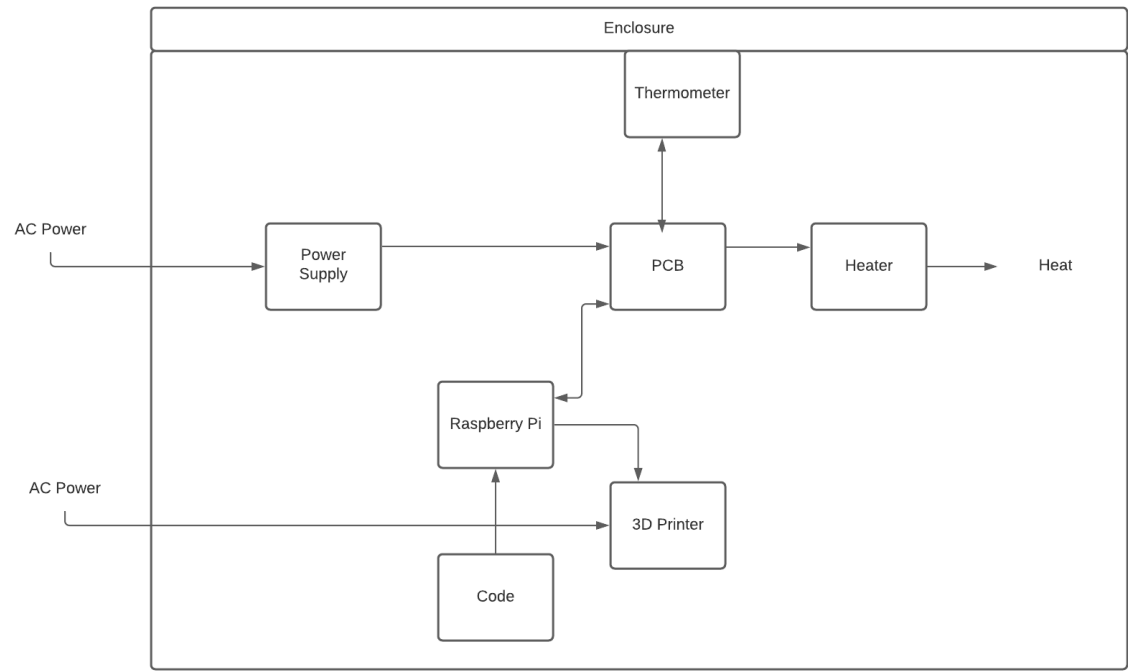 Enclosure
Thermometer
AC Power
Power
Supply
PCB
Heater
Heat
Raspberry Pi
AC Power
3D Printer
Code